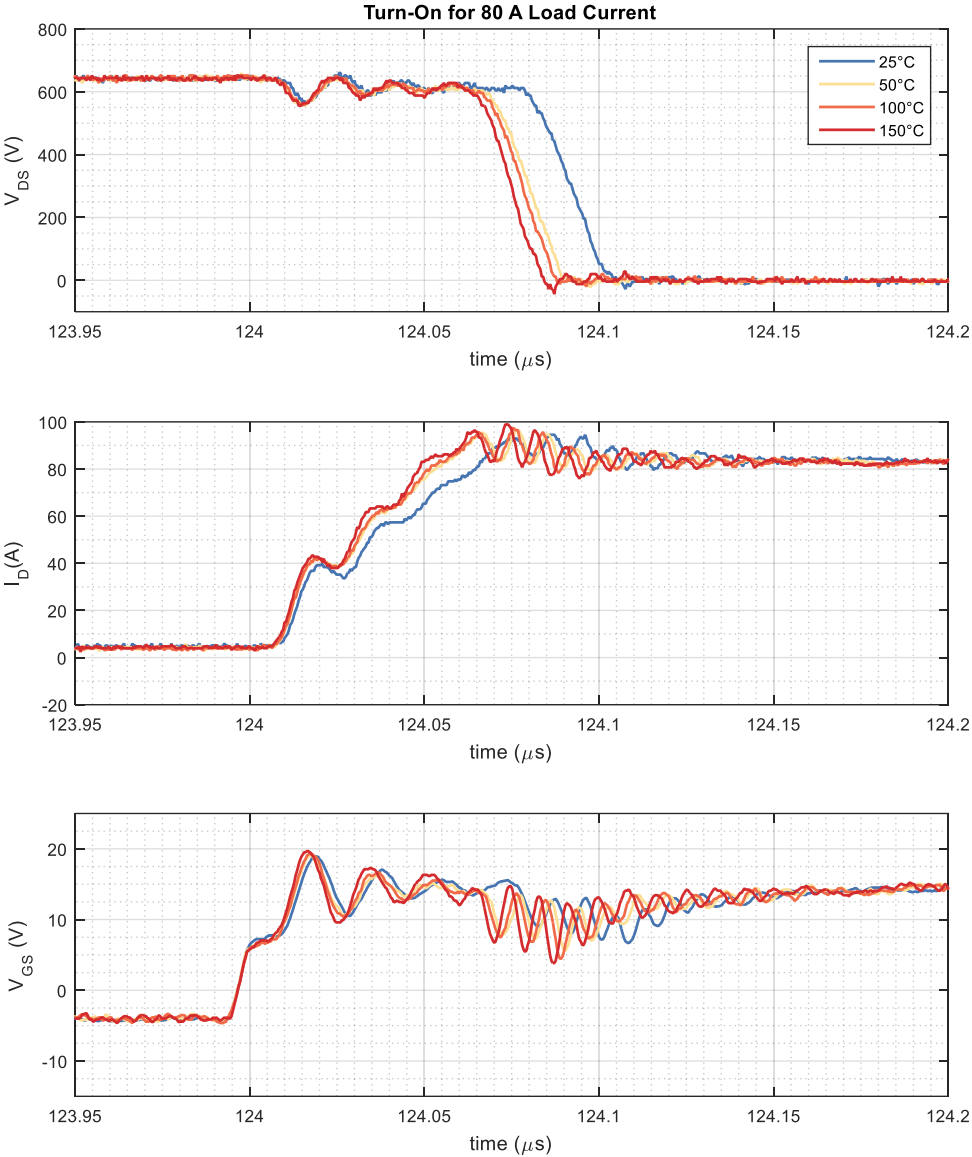 Turn-On for 80 A Load Current
800
600
400
200
0
V_DS (V)
25°C
50°C
100°C
150°C
123.95 124 124.05 124.1 124.15 124.2
time (μs)
100
80
60
40
20
0
-20
I_D(A)
123.95 124 124.05 124.1 124.15 124.2
time (μs)
20
10
0
-10
V_GS (V)
123.95 124 124.05 124.1 124.15 124.2
time (μs)